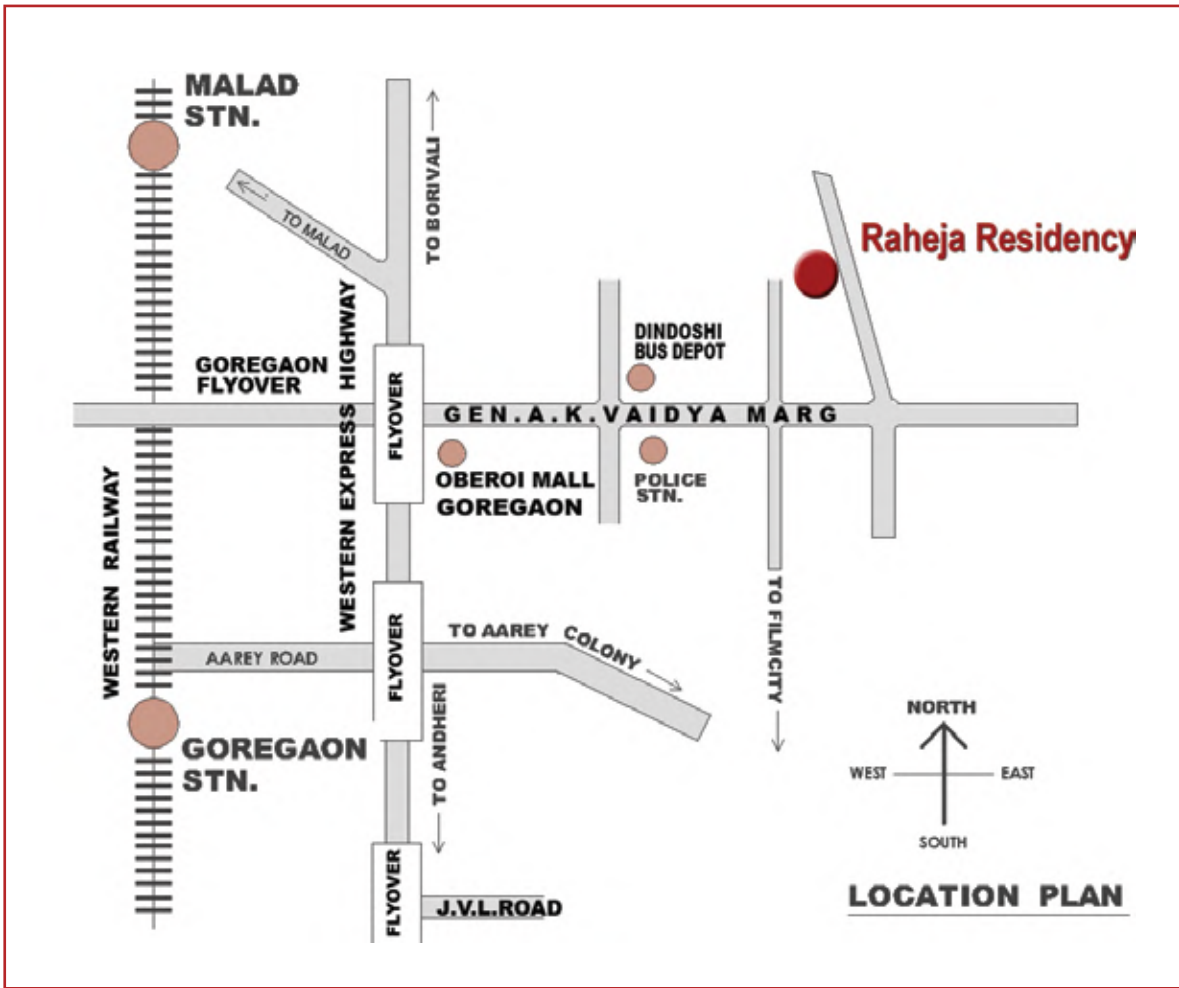 MALAD
STN.
TO BORIVALI
TO MALAD
Raheja Residency
WESTERN EXPRESS HIGHWAY
DINDOSHI
BUS DEPOT
GOREGAON
FLYOVER
FLYOVER
GEN.A.K.VAIDYA MARG
OBEROI MALL
GOREGAON
POLICE
STN.
WESTERN RAILWAY
TO FILMCITY
TO AAREY COLONY
AAREY ROAD
FLYOVER
GOREGAON
STN.
TO ANDHERI
NORTH
WEST
EAST
SOUTH
FLYOVER
J.V.L.ROAD
LOCATION PLAN